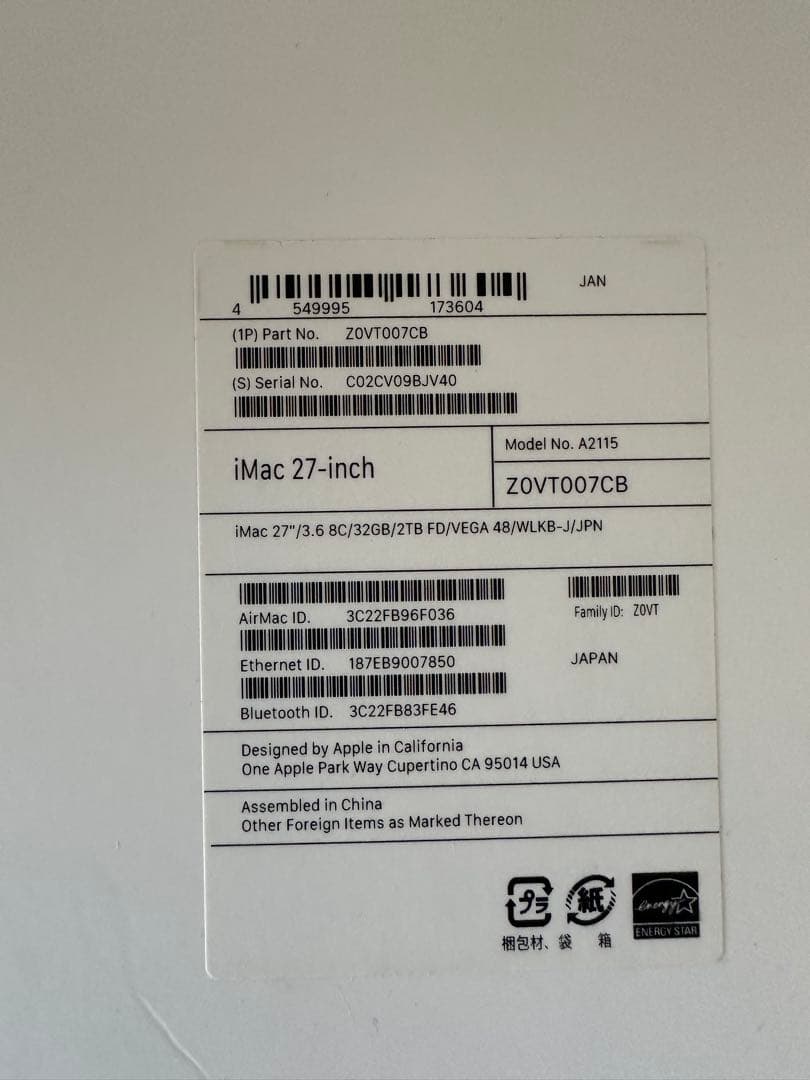 JAN
4 549995 173604
(1P) Part No. Z0VT007CB
(S) Serial No. C02CV09BJV40
iMac 27-inch
Model No. A2115
Z0VT007CB
iMac 27"/3.6 8C/32GB/2TB FD/VEGA 48/WLKB-J/JPN
AirMac ID. 3C22FB96F036
Family ID: Z0VT
Ethernet ID. 187EB9007850
JAPAN
Bluetooth ID. 3C22FB83FE46
Designed by Apple in California
One Apple Park Way Cupertino CA 95014 USA
Assembled in China
Other Foreign Items as Marked Thereon
プラ 紙 energy
ENERGY STAR
梱包材、袋 箱